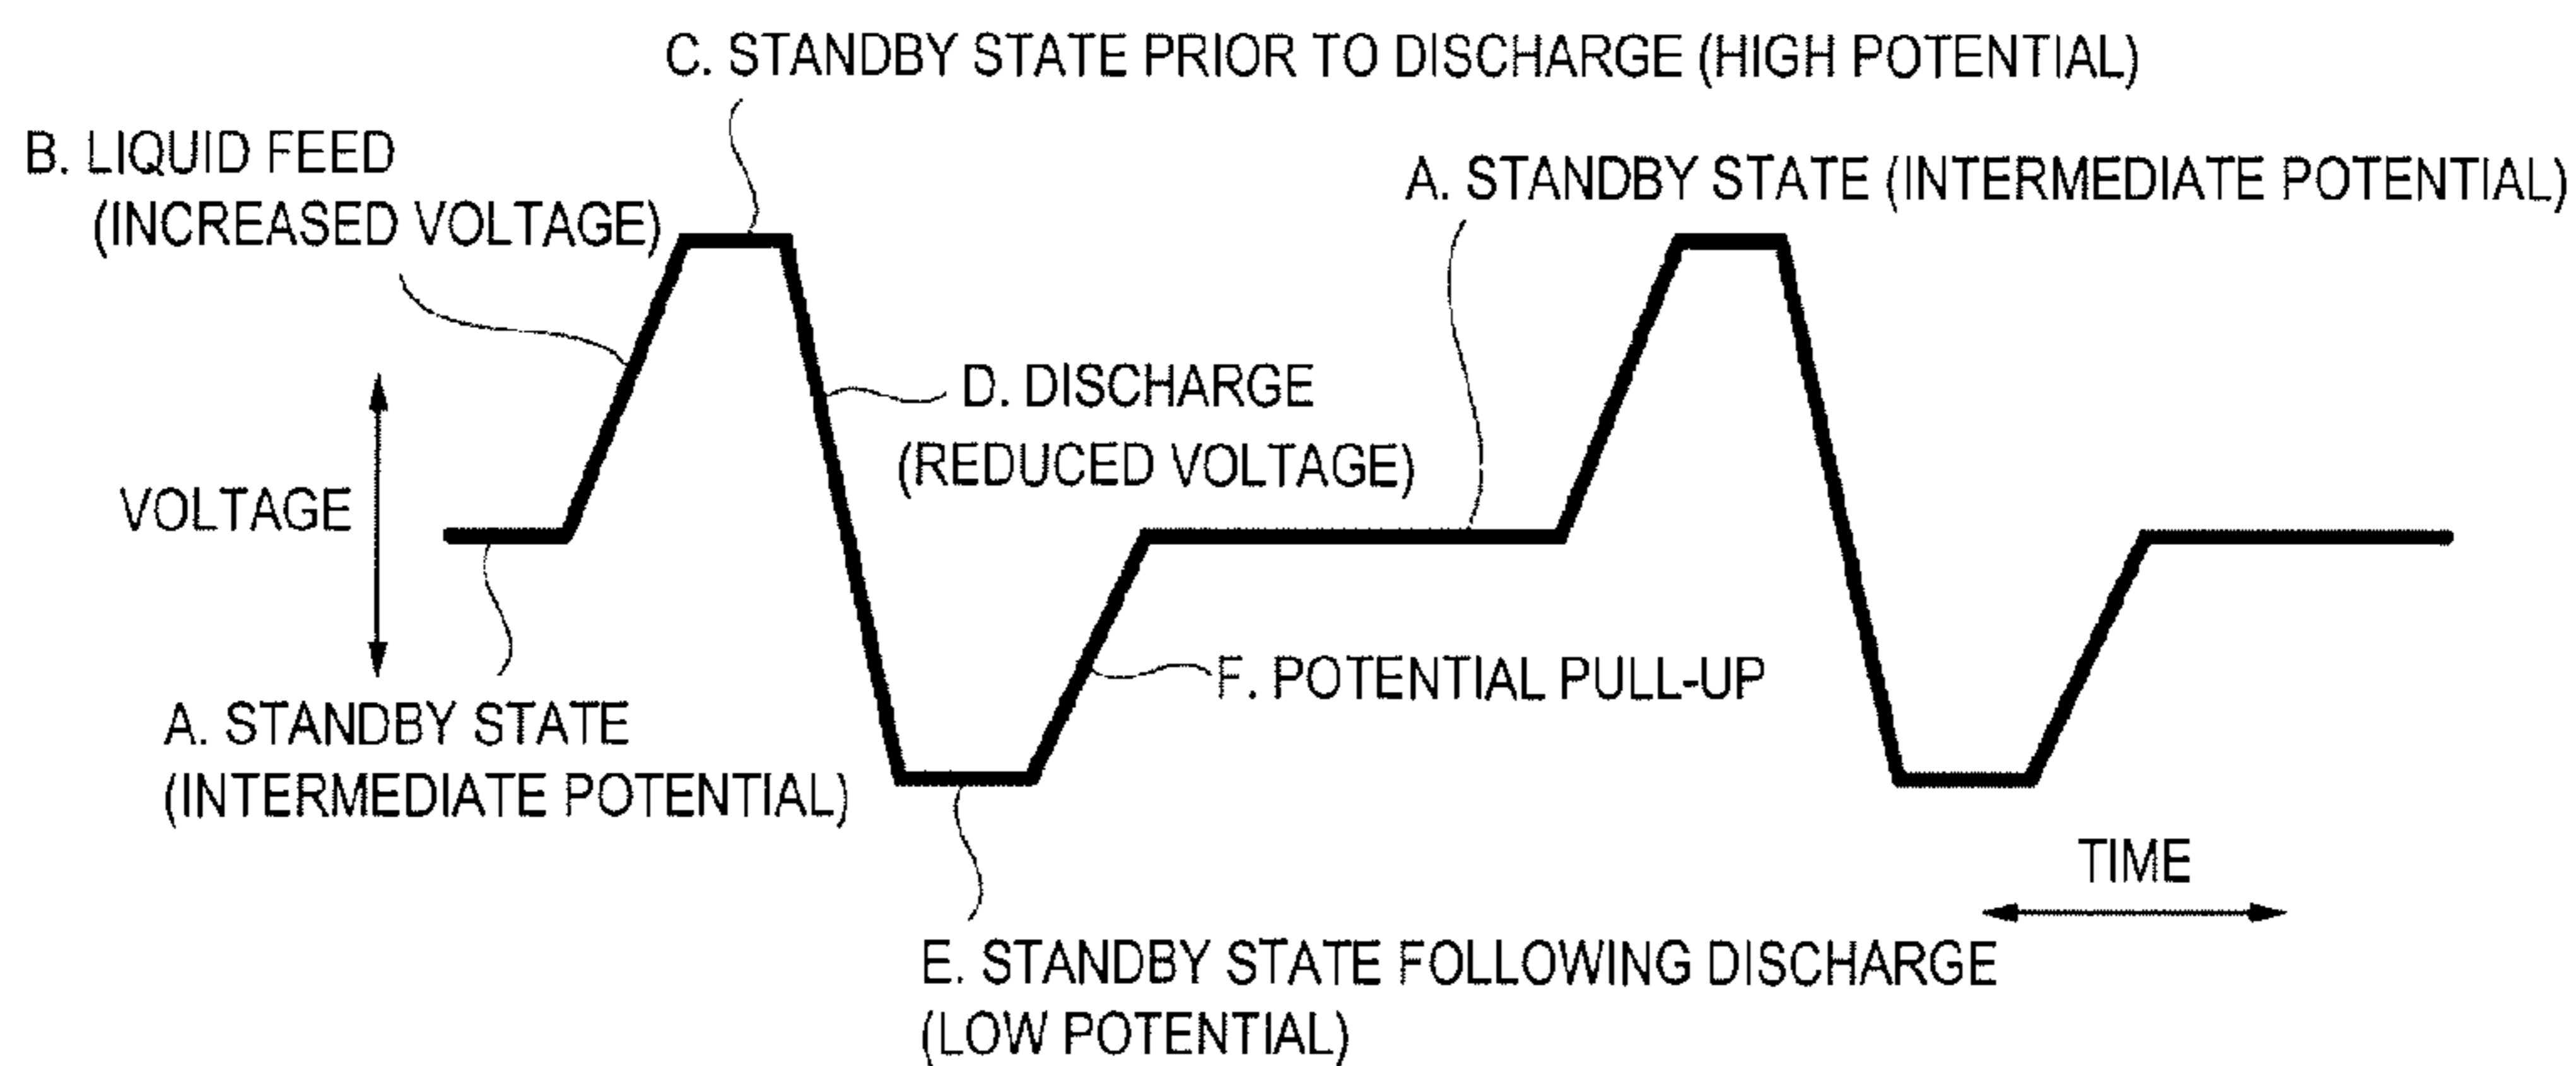 C. STANDBY STATE PRIOR TO DISCHARGE (HIGH POTENTIAL)
B. LIQUID FEED
(INCREASED VOLTAGE)
A. STANDBY STATE (INTERMEDIATE POTENTIAL)
D. DISCHARGE
(REDUCED VOLTAGE)
VOLTAGE
F. POTENTIAL PULL-UP
A. STANDBY STATE
(INTERMEDIATE POTENTIAL)
TIME
E. STANDBY STATE FOLLOWING DISCHARGE
(LOW POTENTIAL)